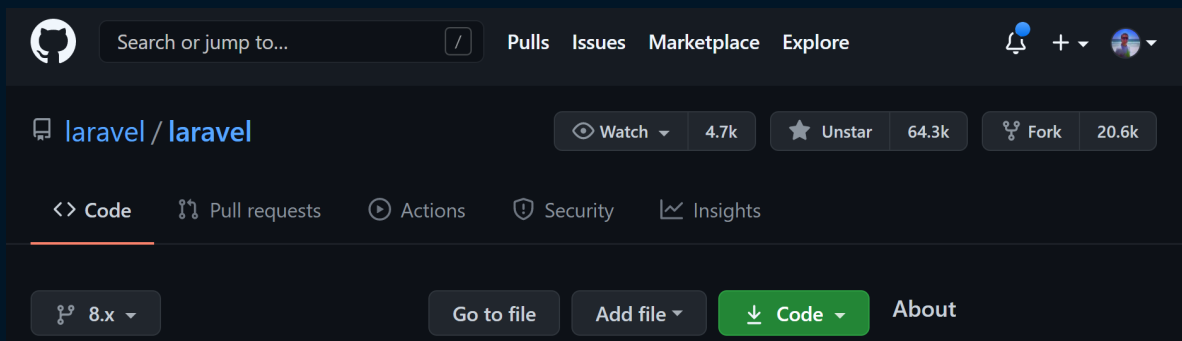 Search or jump to... / Pulls Issues Marketplace Explore
laravel / laravel Watch 4.7k Unstar 64.3k Fork 20.6k
Code Pull requests Actions Security Insights
8.x Go to file Add file Code About